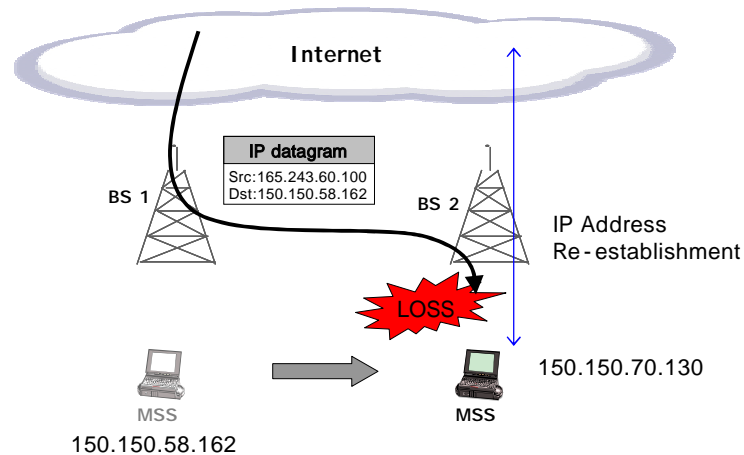 Internet
IP datagram
Src:165.243.60.100
Dst:150.150.58.162
BS 1
BS 2
IP Address
Re-establishment
LOSS
150.150.70.130
MSS
MSS
150.150.58.162